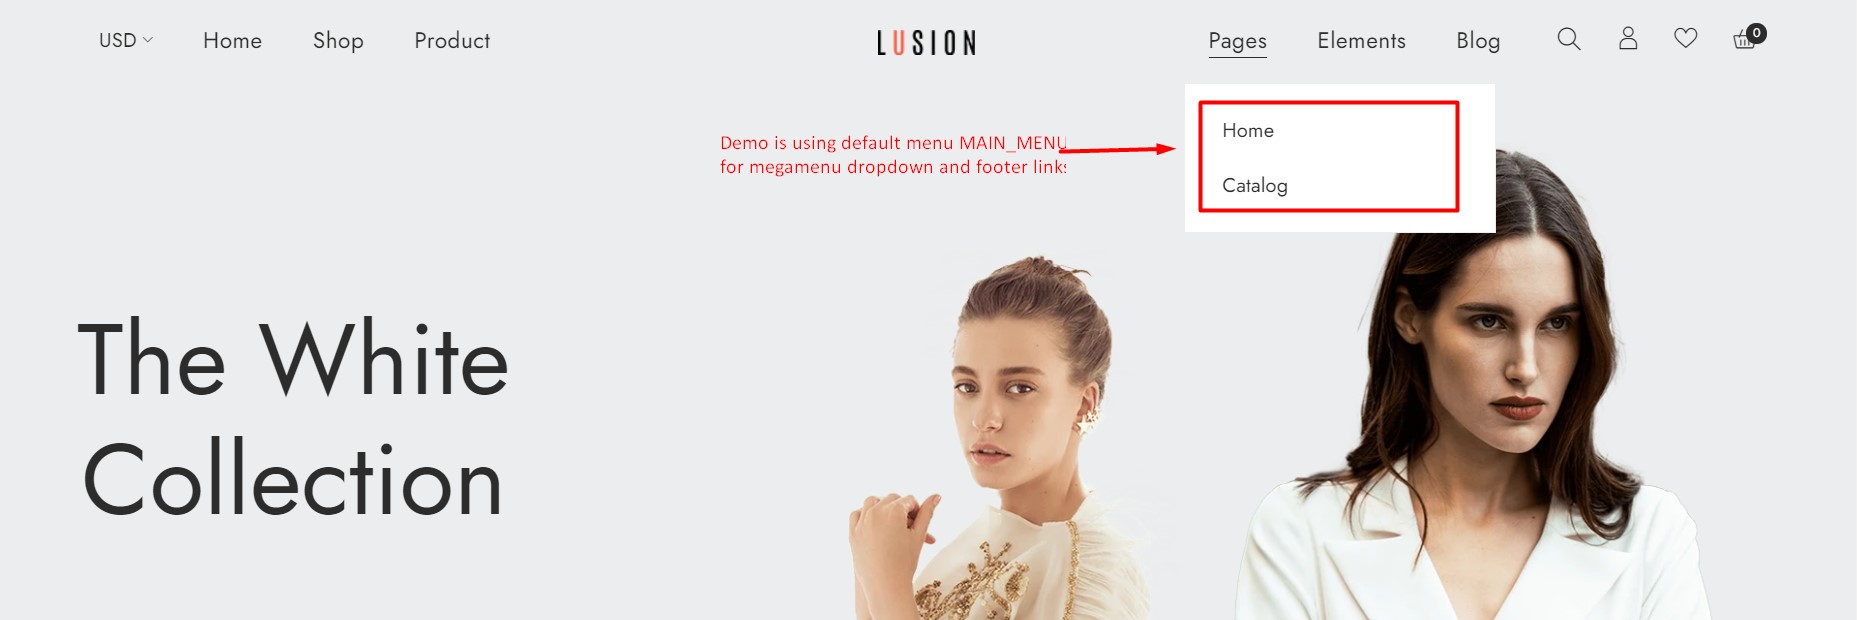 USD Home Shop Product LUSION Pages Elements Blog 0
Home
Demo is using default menu MAIN_MENU
for megamenu dropdown and footer links
Catalog
The White
Collection